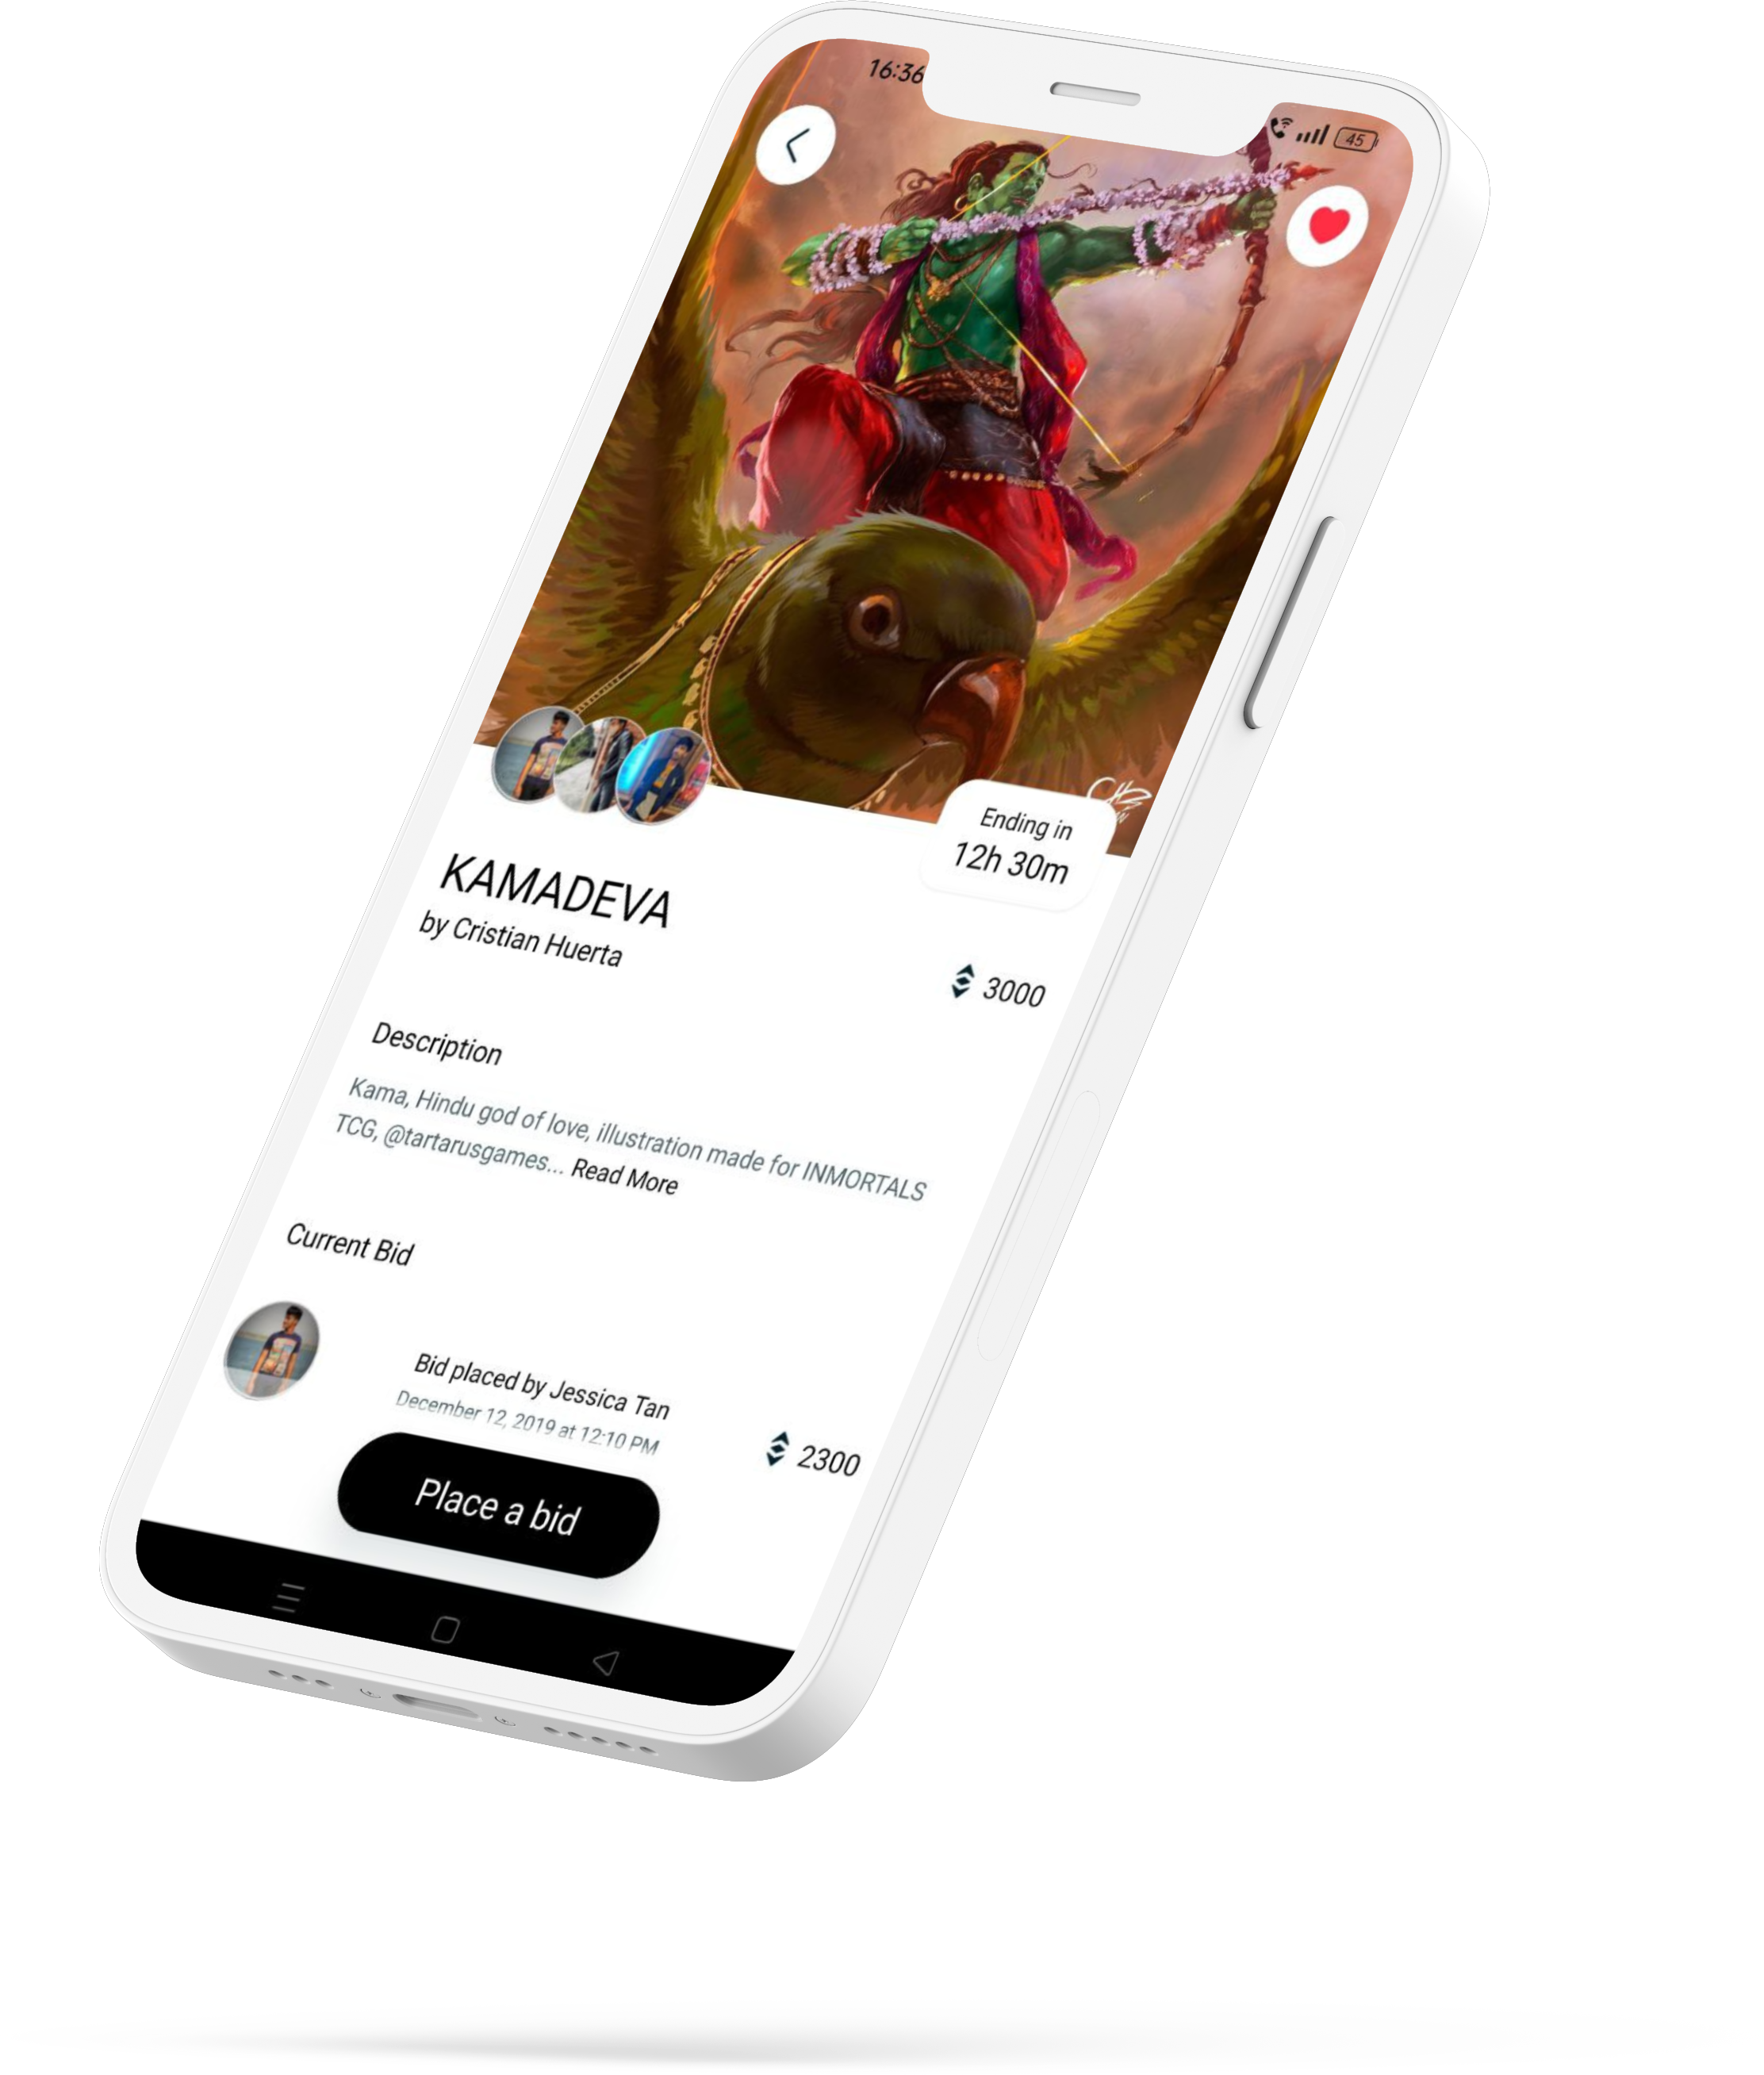 16:36
45
Ending in
12h 30m
KAMADEVA
by Cristian Huerta
3000
Description
Kama, Hindu god of love, illustration made for INMORTALS
TCG, @tartarusgames... Read More
Current Bid
Bid placed by Jessica Tan
December 12, 2019 at 12:10 PM
2300
Place a bid